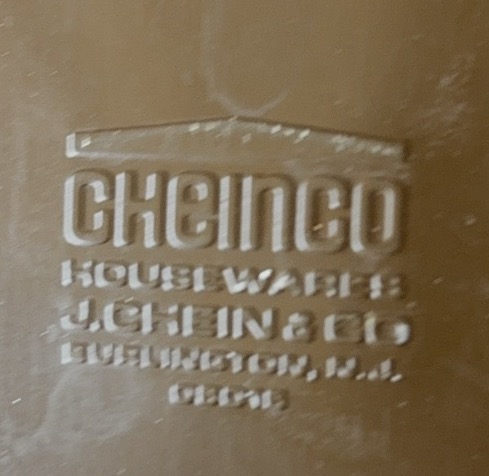 CHEINCO
HOUSEWARES
J. CHEIN & CO
BURLINGTON, N.J.